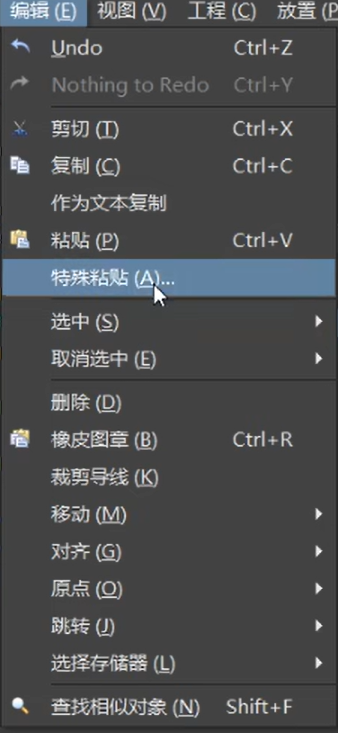 编辑 (E) 视图 (V) 工程 (C) 放置 (P
Undo Ctrl+Z
Nothing to Redo Ctrl+Y
剪切 (T) Ctrl+X
复制 (C) Ctrl+C
作为文本复制
粘贴 (P) Ctrl+V
特殊粘贴 (A)...
选中 (S)
取消选中 (E)
删除 (D)
橡皮图章 (B) Ctrl+R
裁剪导线 (K)
移动 (M)
对齐 (G)
原点 (O)
跳转 (J)
选择存储器 (L)
查找相似对象 (N) Shift+F